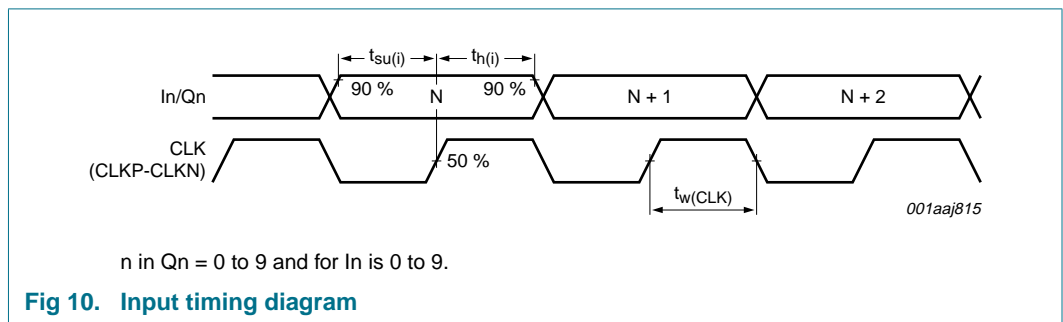 tsu(i) th(i)
90 % 90 %
In/Qn N N + 1 N + 2
CLK
(CLKP-CLKN)
50 %
tw(CLK)
001aaj815
n in Qn = 0 to 9 and for In is 0 to 9.
Fig 10. Input timing diagram